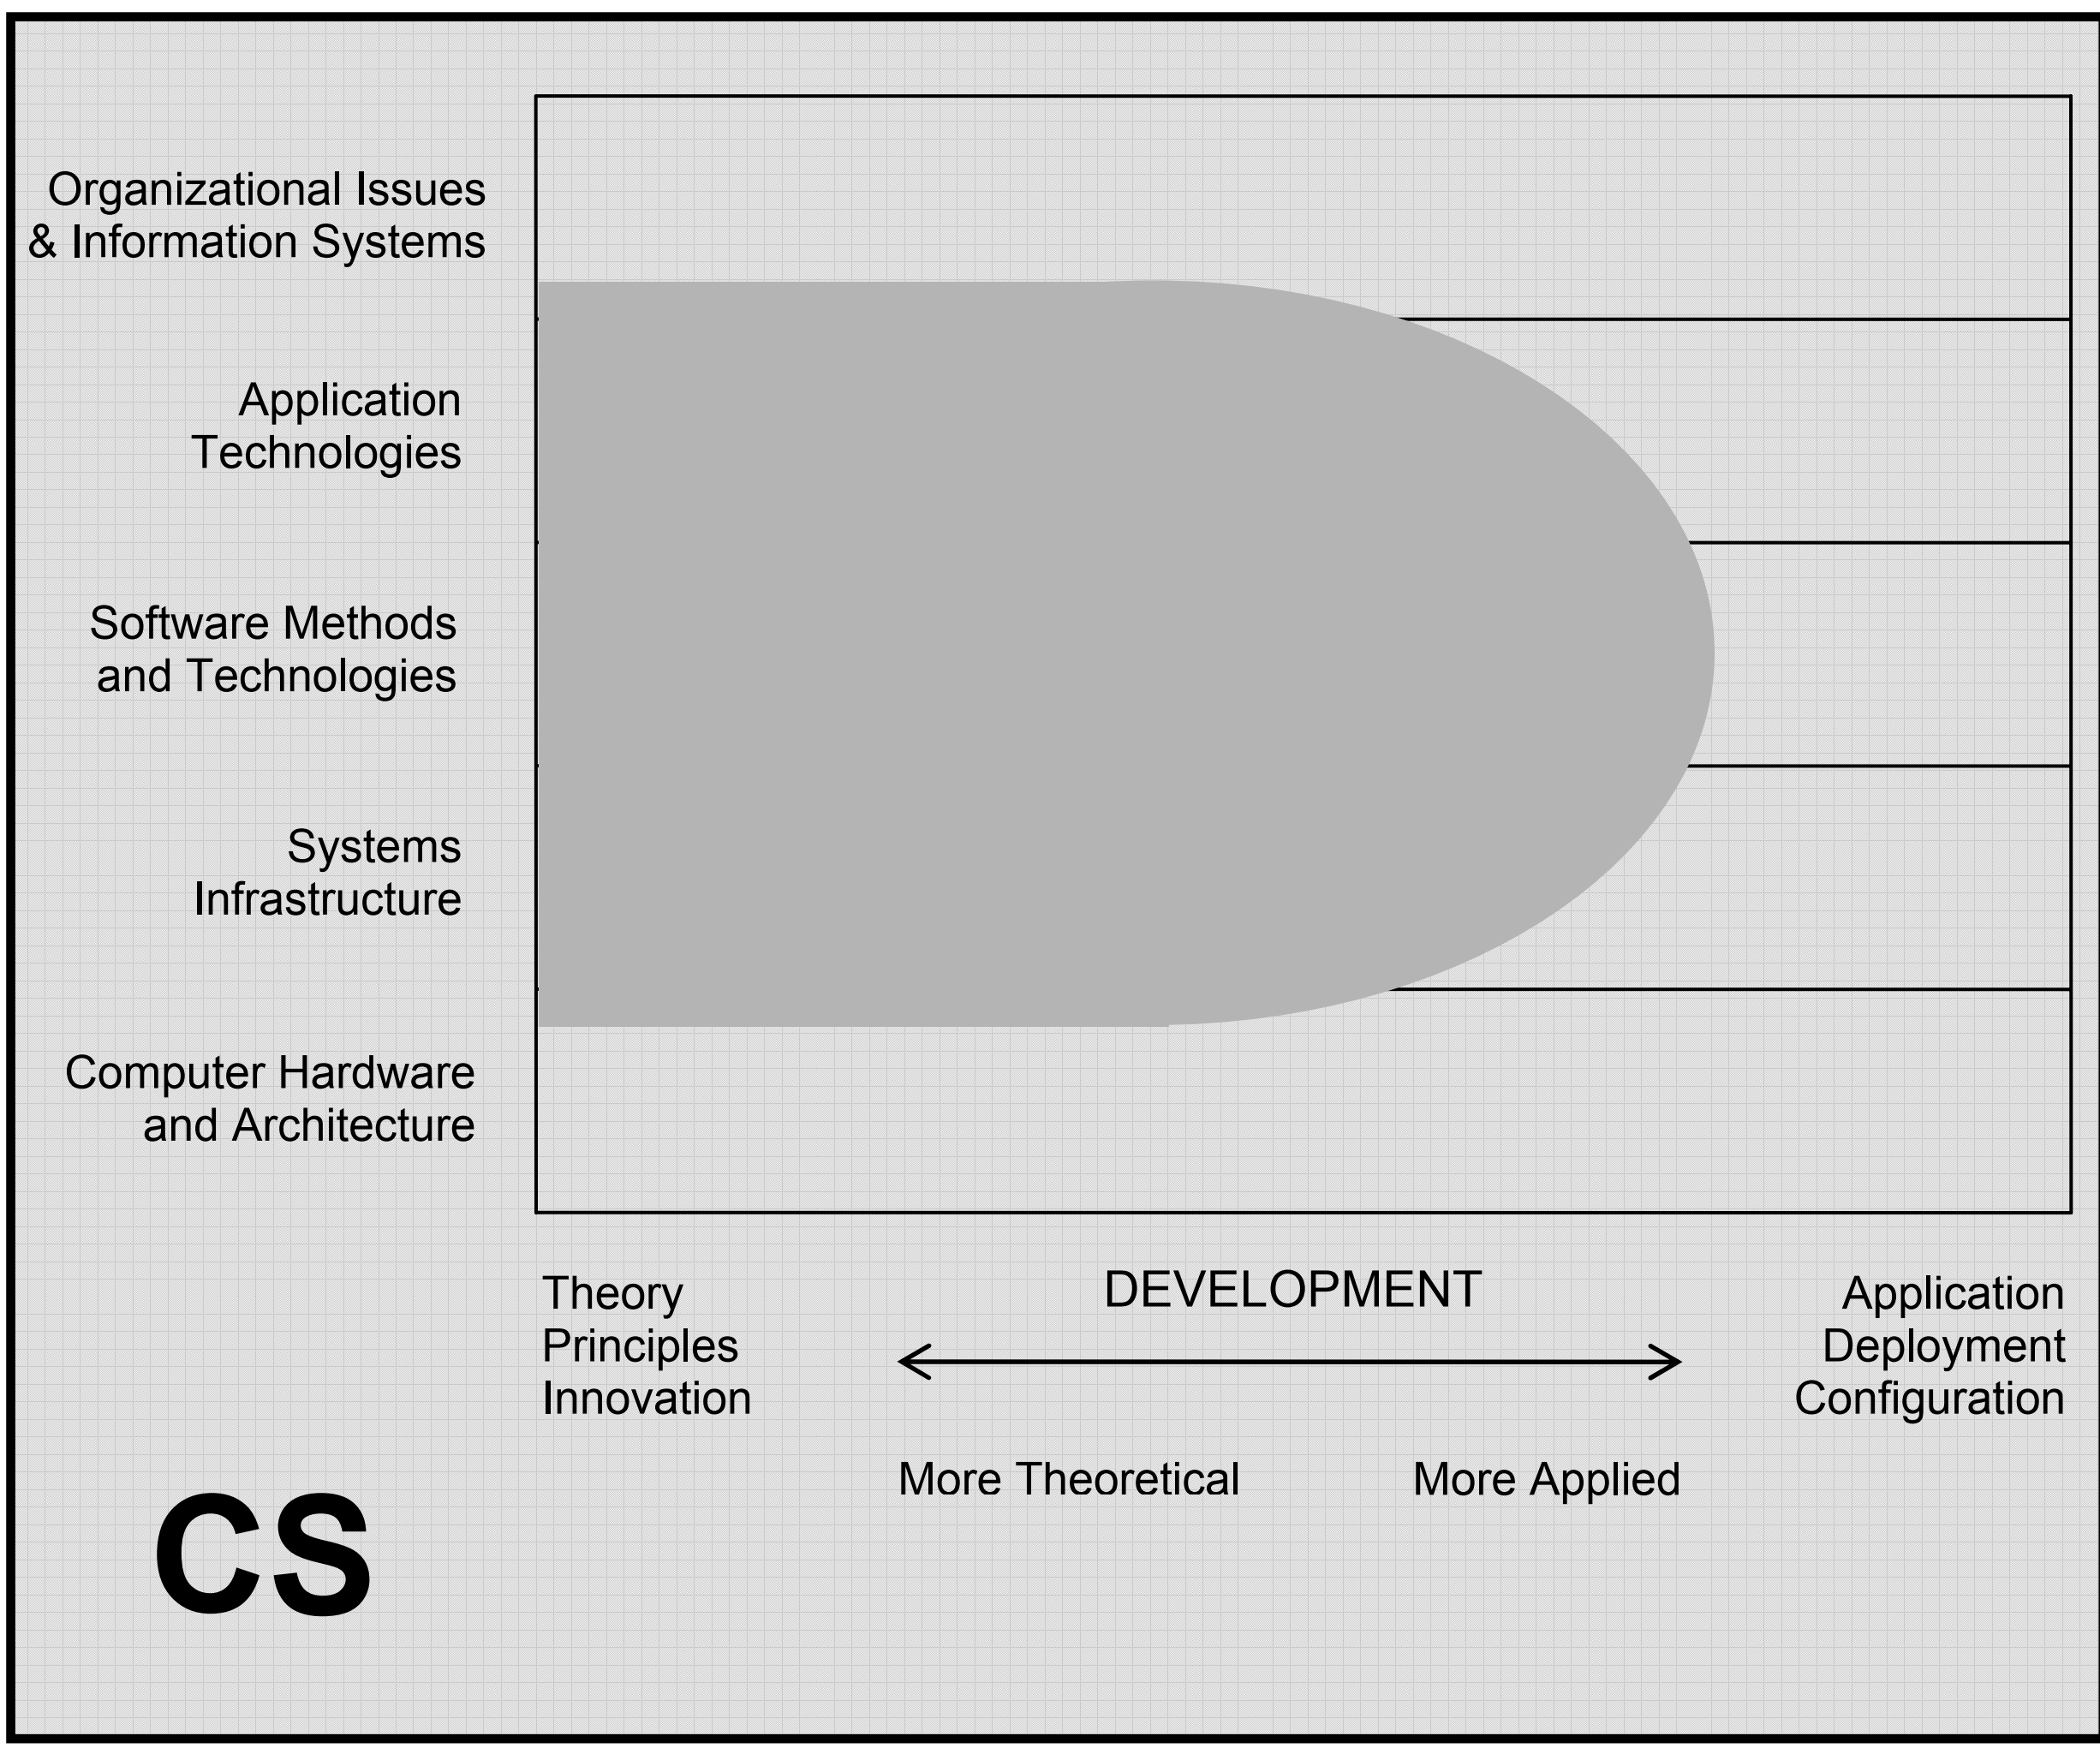 Organizational Issues
& Information Systems
Application
Technologies
Software Methods
and Technologies
Systems
Infrastructure
Computer Hardware
and Architecture
Theory
Principles
Innovation
DEVELOPMENT
Application
Deployment
Configuration
More Theoretical
More Applied
CS